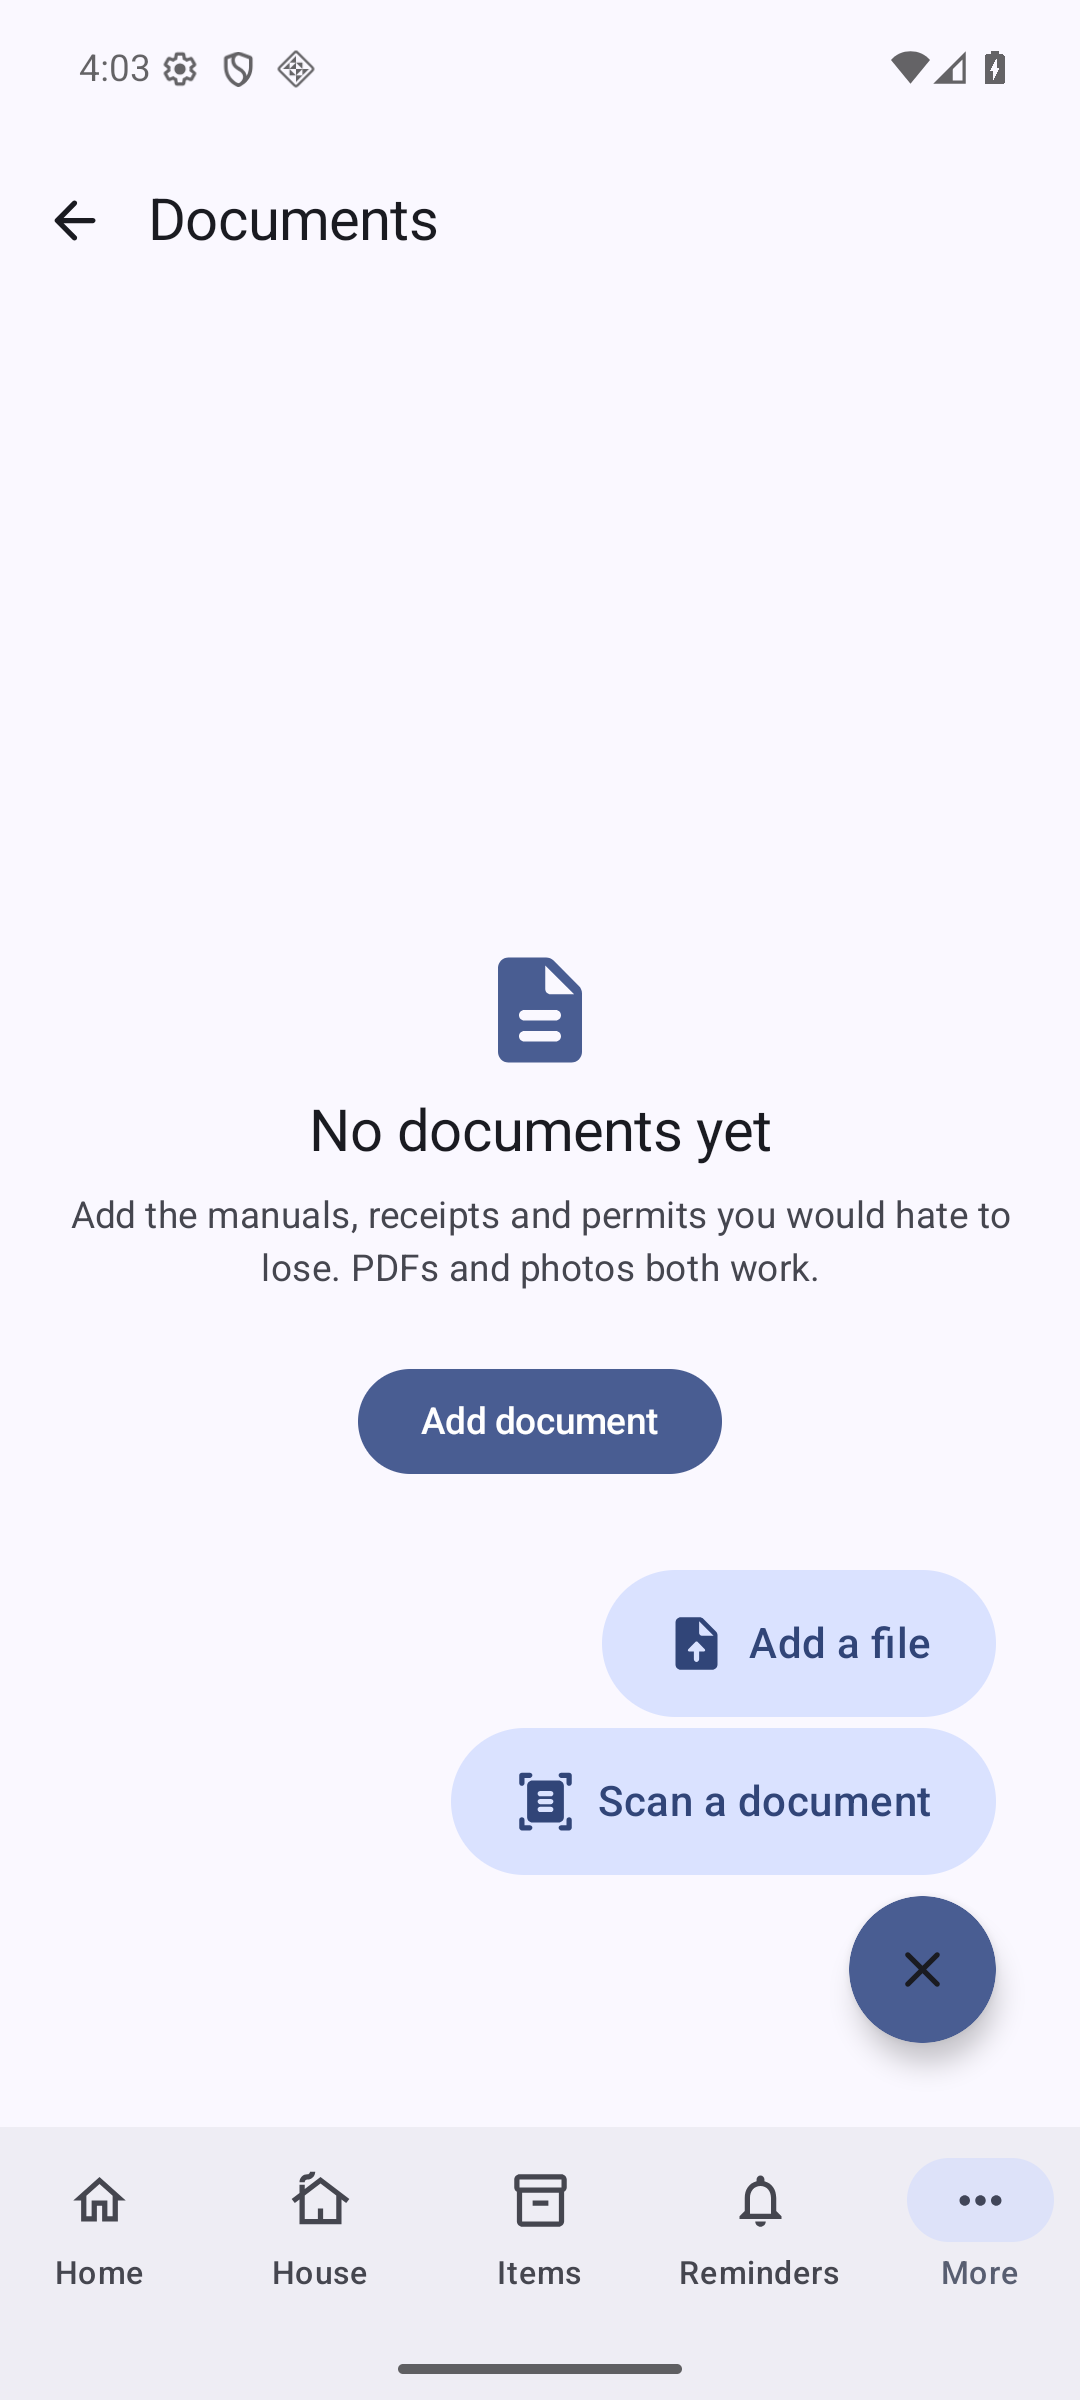 4:03
Documents
No documents yet
Add the manuals, receipts and permits you would hate to
lose. PDFs and photos both work.
Add document
Add a file
Scan a document
Home
House
Items
Reminders
More